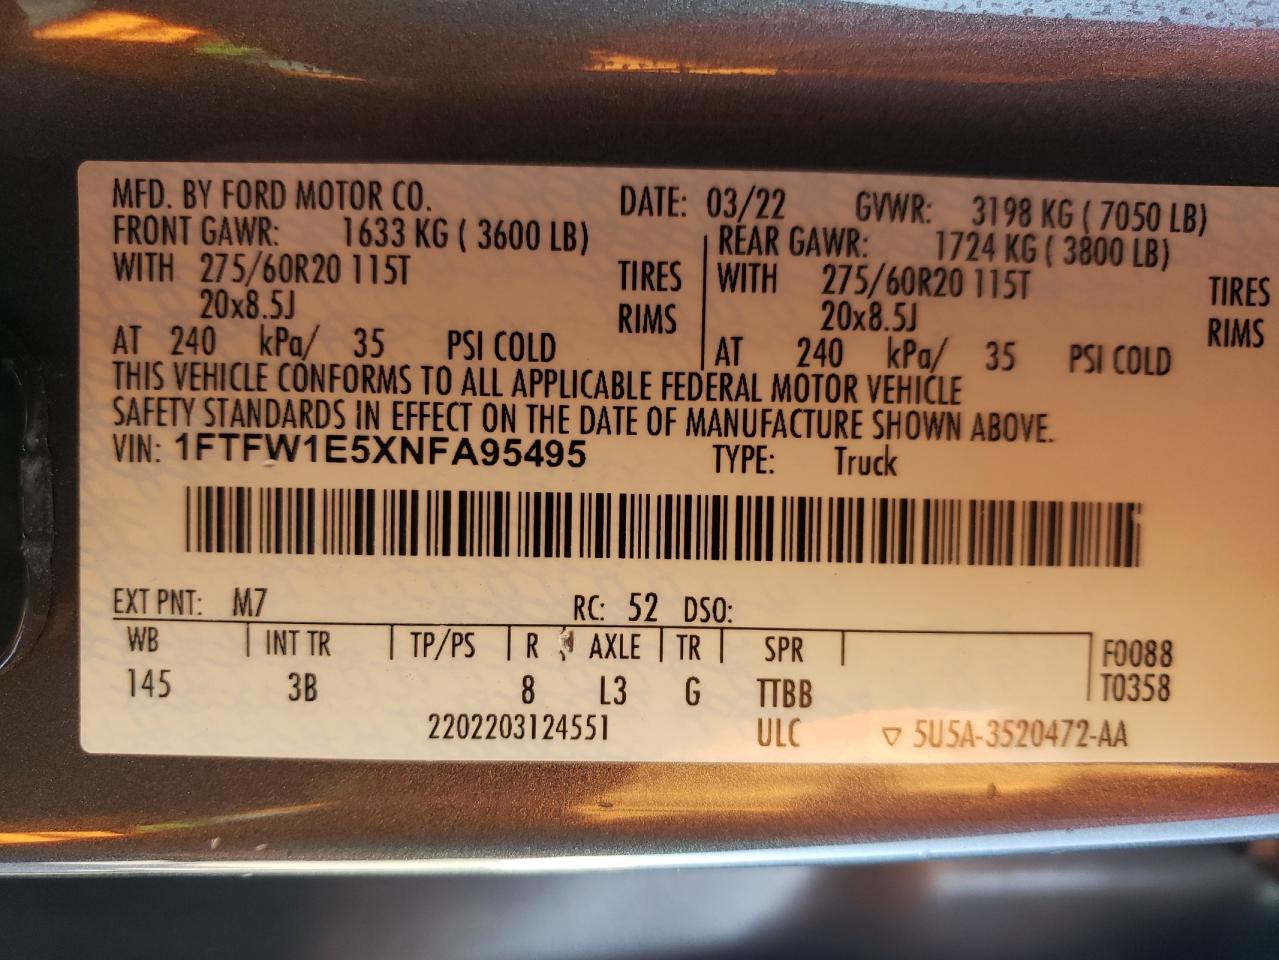 MFD. BY FORD MOTOR CO. DATE: 03/22 GVWR: 3198 KG ( 7050 LB)
FRONT GAWR: 1633 KG ( 3600 LB) REAR GAWR: 1724 KG ( 3800 LB)
WITH 275/60R20 115T TIRES WITH 275/60R20 115T TIRES
20x8.5J RIMS 20x8.5J RIMS
AT 240 kPa/ 35 PSI COLD AT 240 kPa/ 35 PSI COLD
THIS VEHICLE CONFORMS TO ALL APPLICABLE FEDERAL MOTOR VEHICLE
SAFETY STANDARDS IN EFFECT ON THE DATE OF MANUFACTURE SHOWN ABOVE.
VIN: 1FTFW1E5XNFA95495 TYPE: Truck
EXT PNT: M7 RC: 52 DSO:
WB INT TR TP/PS R AXLE TR SPR F0088
145 3B 8 L3 G TTBB T0358
2202203124551 ULC ▽ 5U5A-3520472-AA